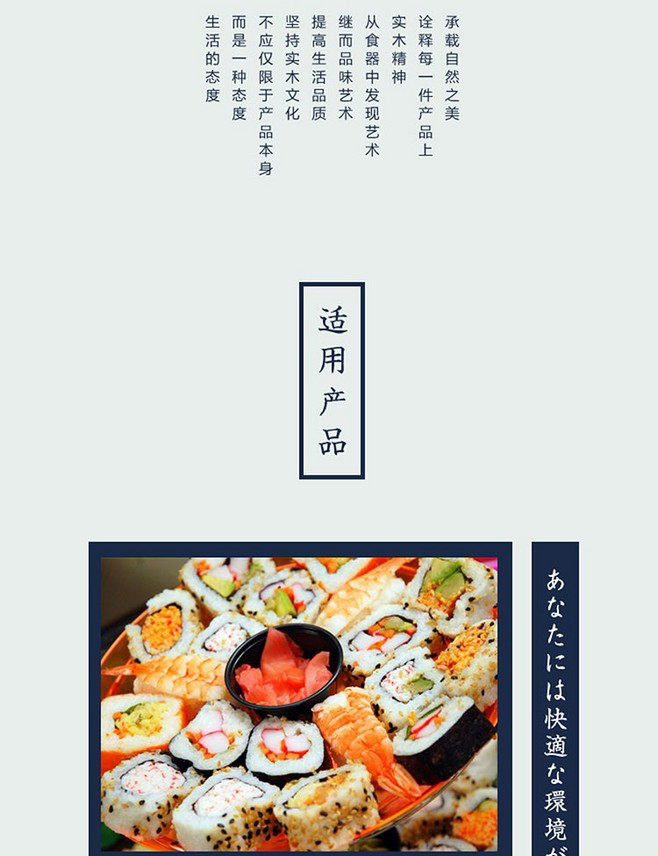 承载自然之美
诠释每一件产品上
实木精神
从食器中发现艺术
继而品味艺术
提高生活品质
坚持实木文化
不应仅限于产品本身
而是一种态度
生活的态度
适用产品
あなたには快適な環境が